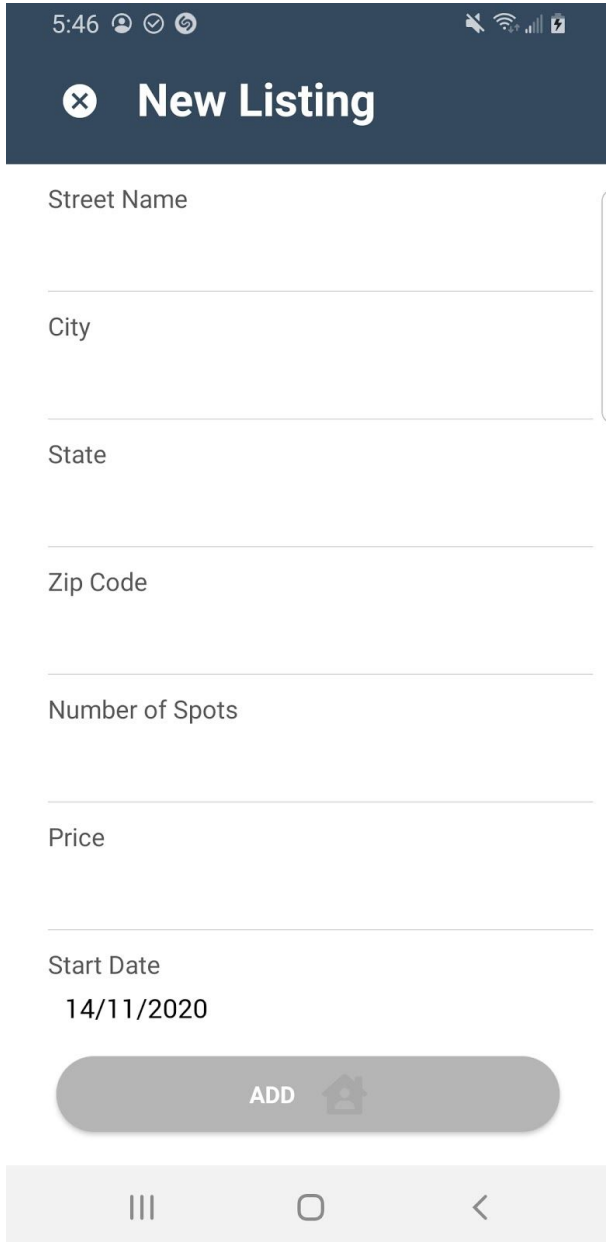 5:46
New Listing
Street Name
City
State
Zip Code
Number of Spots
Price
Start Date
14/11/2020
ADD